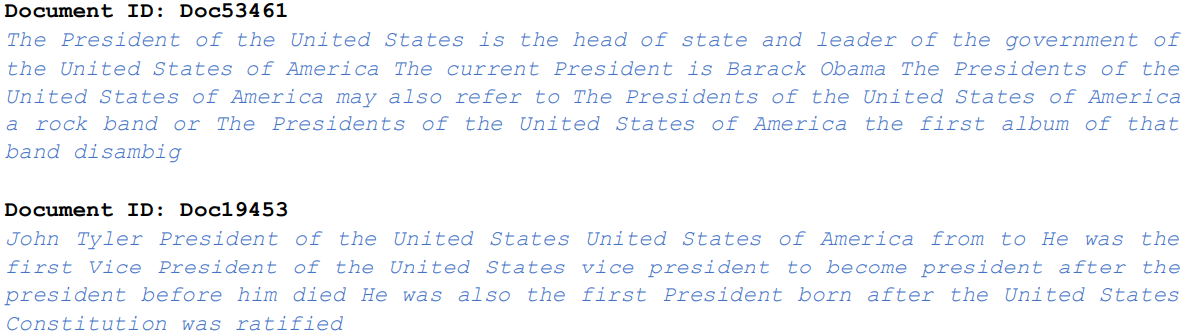 Document ID: Doc53461
The President of the United States is the head of state and leader of the government of
the United States of America The current President is Barack Obama The Presidents of the
United States of America may also refer to The Presidents of the United States of America
a rock band or The Presidents of the United States of America the first album of that
band disambig
Document ID: Doc19453
John Tyler President of the United States United States of America from to He was the
first Vice President of the United States vice president to become president after the
president before him died He was also the first President born after the United States
Constitution was ratified